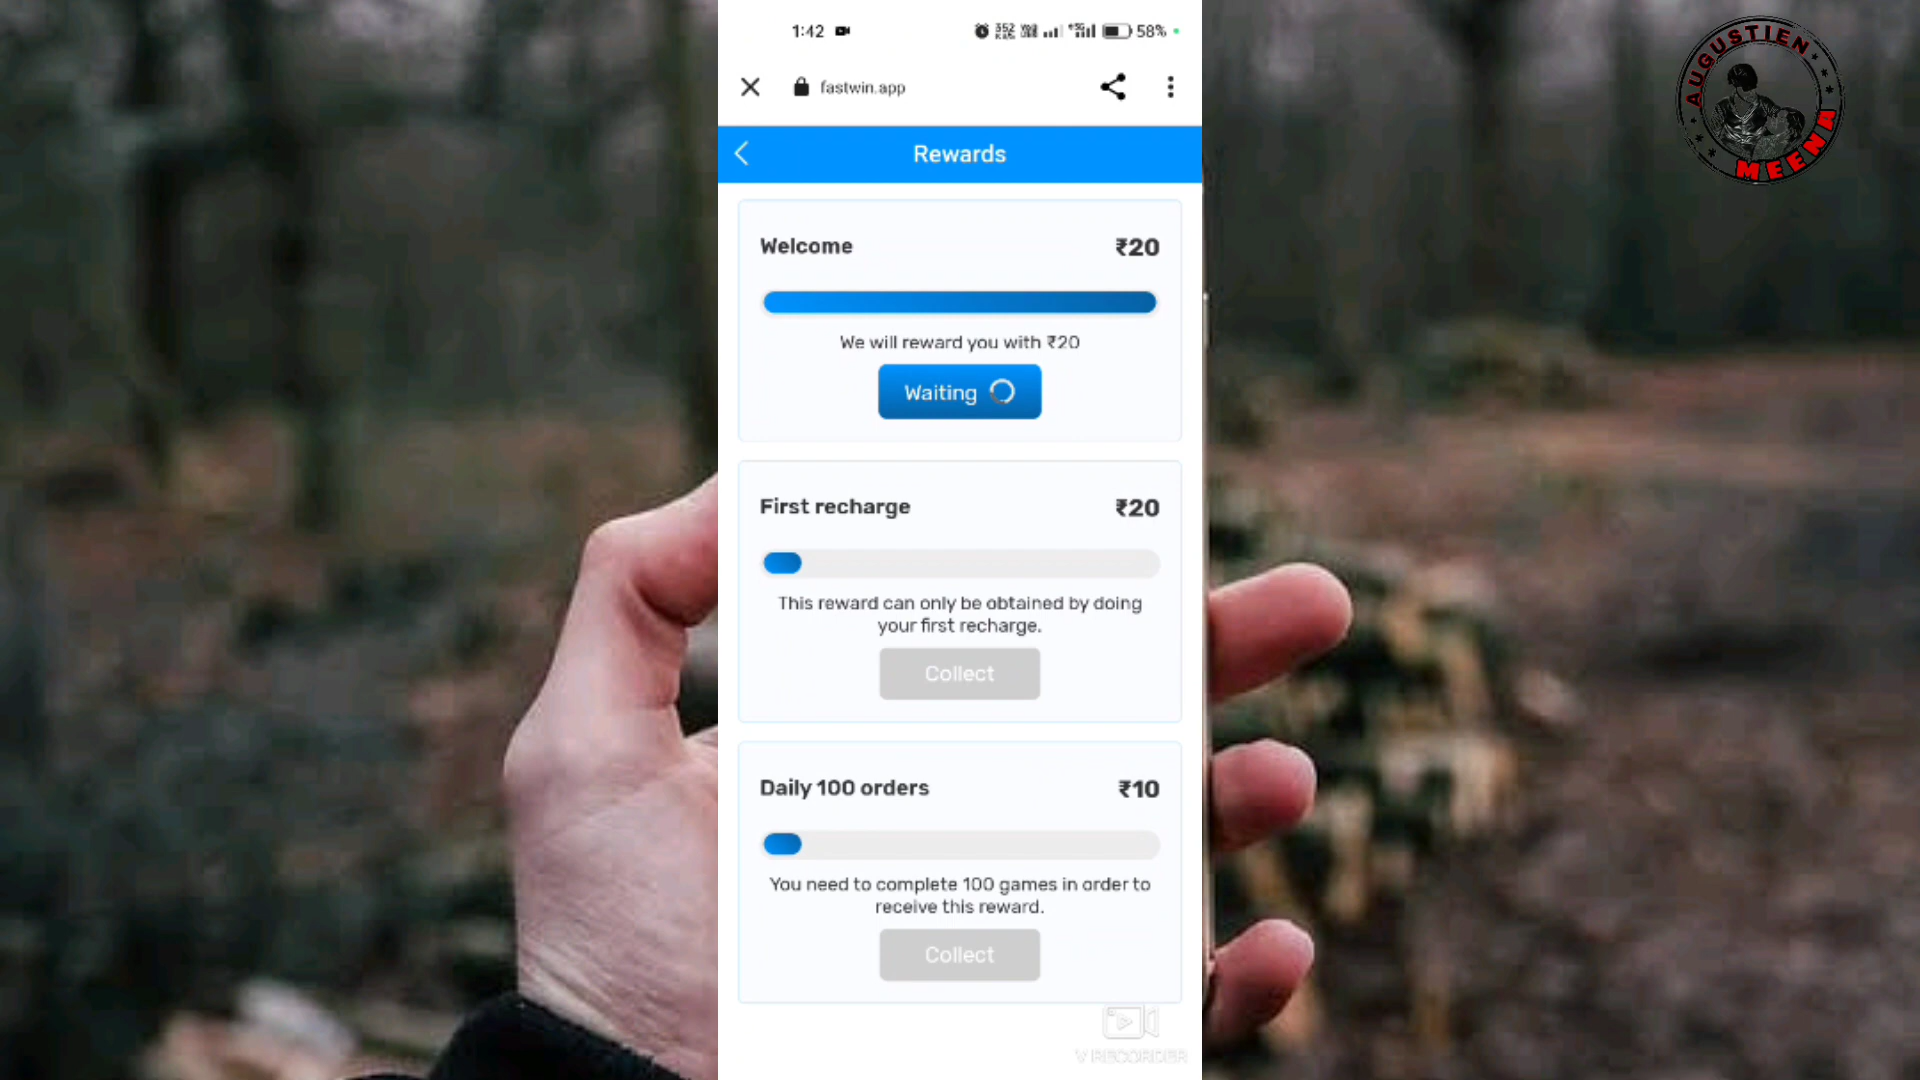 1:42
58%
fastwin.app
Rewards
Welcome ₹20
We will reward you with ₹20
Waiting
First recharge ₹20
This reward can only be obtained by doing
your first recharge.
Collect
Daily 100 orders ₹10
You need to complete 100 games in order to
receive this reward.
Collect
V RECORDER
AUGUSTIEN
MEENA